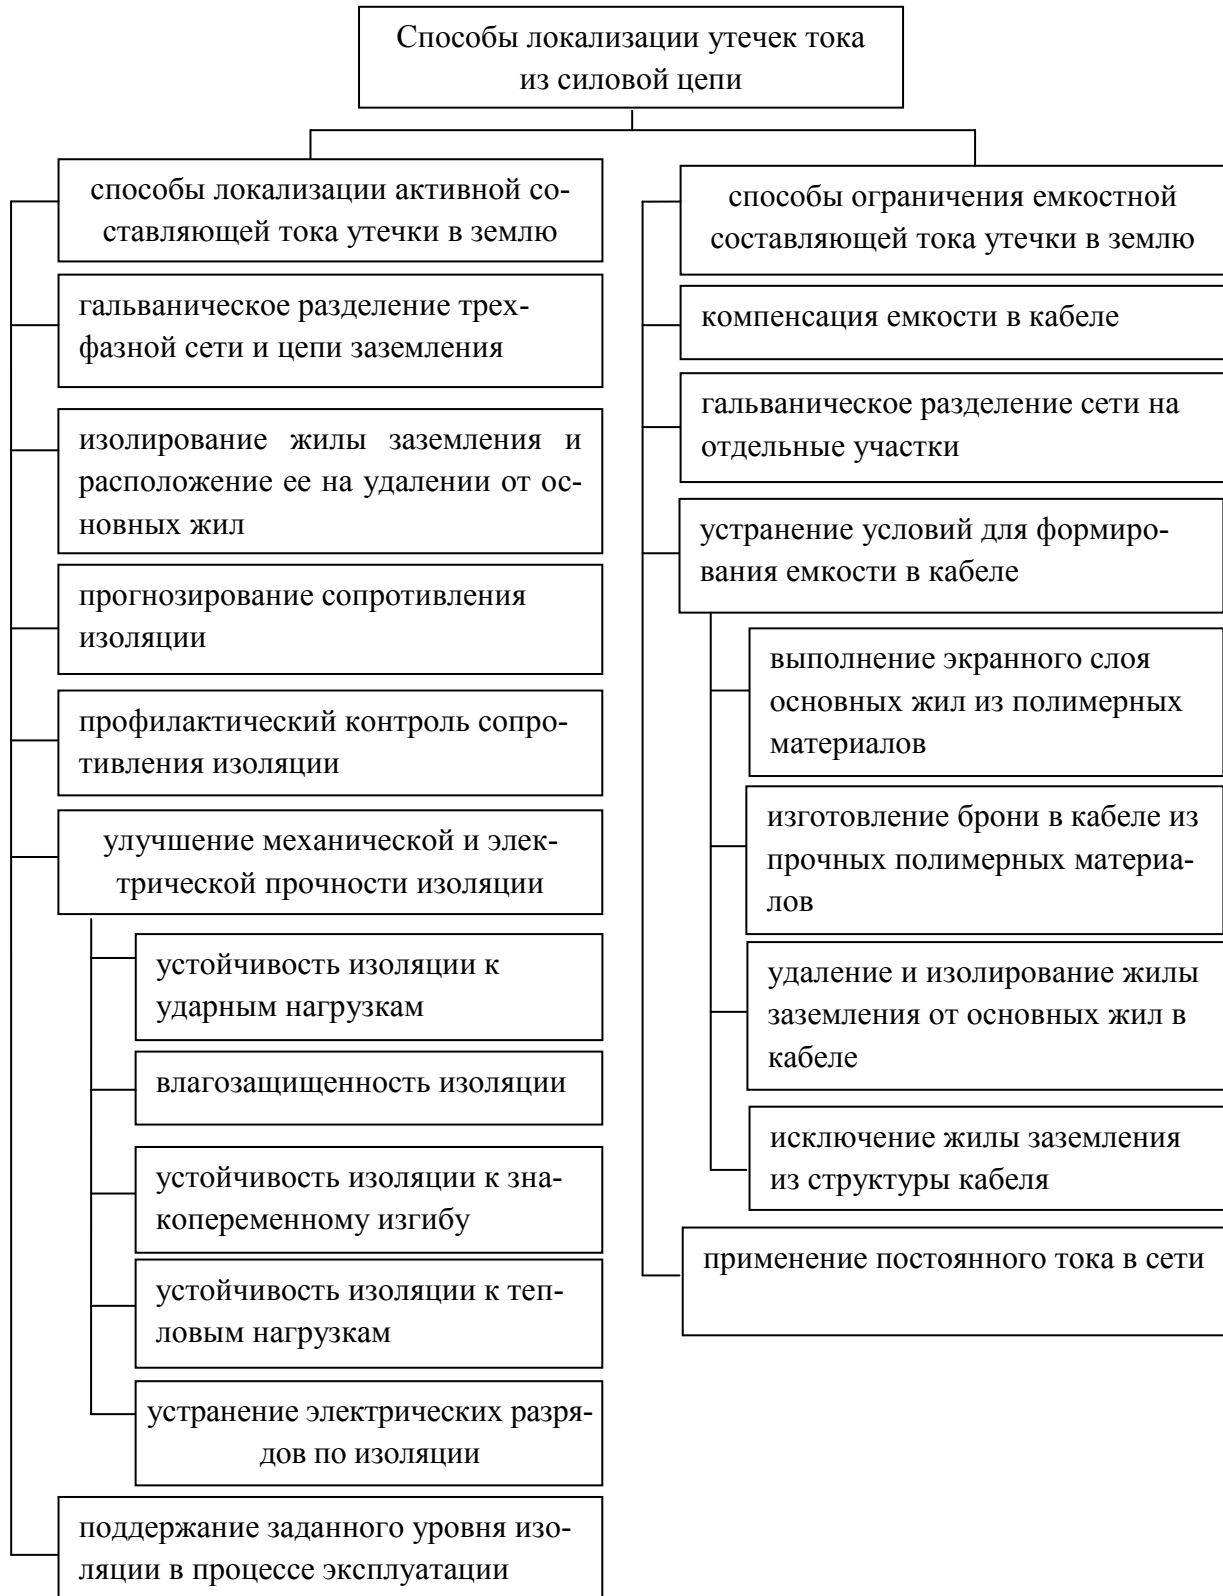 Способы локализации утечек тока
из силовой цепи
способы локализации активной со-
ставляющей тока утечки в землю
гальваническое разделение трех-
фазной сети и цепи заземления
изолирование жилы заземления и
расположение ее на удалении от ос-
новных жил
прогнозирование сопротивления
изоляции
профилактический контроль сопро-
тивления изоляции
улучшение механической и элек-
трической прочности изоляции
устойчивость изоляции к
ударным нагрузкам
влагозащищенность изоляции
устойчивость изоляции к зна-
копеременному изгибу
устойчивость изоляции к теп-
ловым нагрузкам
устранение электрических разря-
дов по изоляции
поддержание заданного уровня изо-
ляции в процессе эксплуатации
способы ограничения емкостной
составляющей тока утечки в землю
компенсация емкости в кабеле
гальваническое разделение сети на
отдельные участки
устранение условий для формиро-
вания емкости в кабеле
выполнение экранного слоя
основных жил из полимерных
материалов
изготовление брони в кабеле из
прочных полимерных материа-
лов
удаление и изолирование жилы
заземления от основных жил в
кабеле
исключение жилы заземления
из структуры кабеля
применение постоянного тока в сети